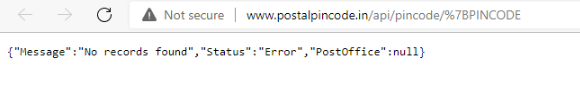 Not secure | www.postalpincode.in/api/pincode/%7BPINCODE
{"Message":"No records found","Status":"Error","PostOffice":null}